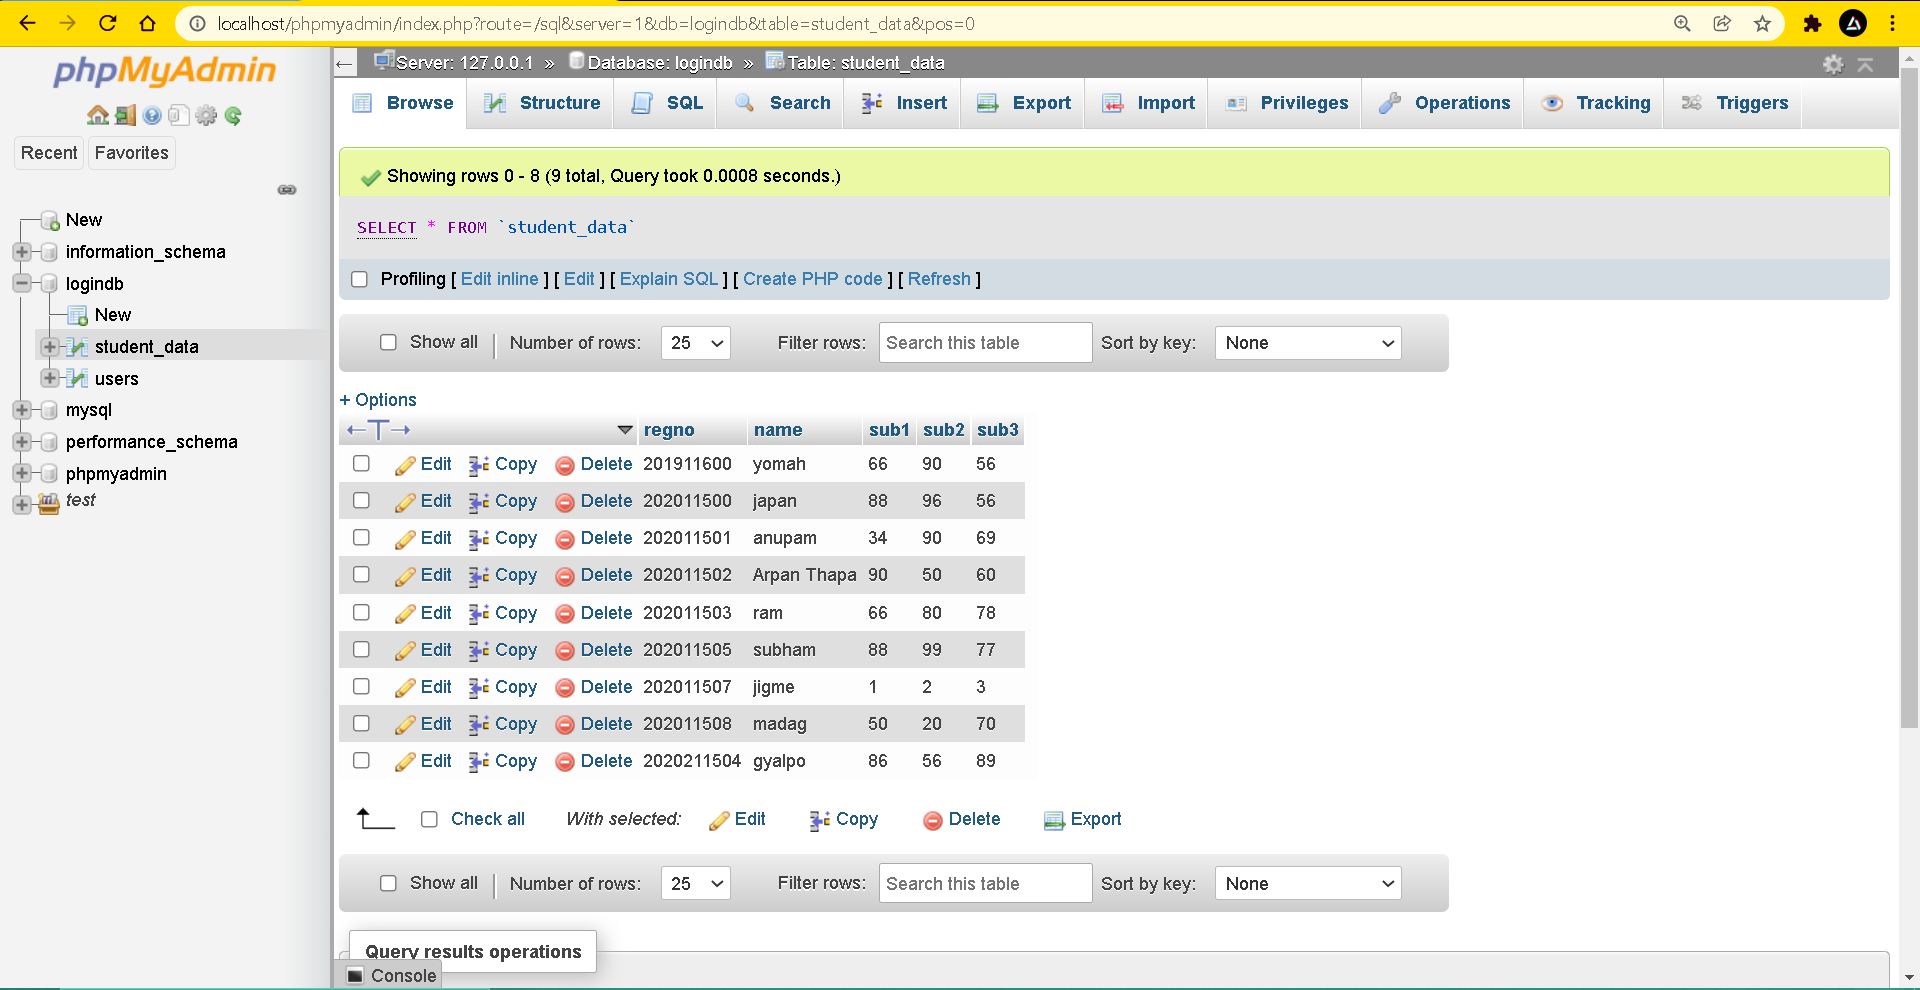 localhost/phpmyadmin/index.php?route=/sql&server=1&db=logindb&table=student_data&pos=0
phpMyAdmin
Recent Favorites
New
information_schema
logindb
New
student_data
users
mysql
performance_schema
phpmyadmin
test
Server: 127.0.0.1 » Database: logindb » Table: student_data
Browse Structure SQL Search Insert Export Import Privileges Operations Tracking Triggers
Showing rows 0 - 8 (9 total, Query took 0.0008 seconds.)
SELECT * FROM `student_data`
Profiling [ Edit inline ] [ Edit ] [ Explain SQL ] [ Create PHP code ] [ Refresh ]
Show all Number of rows: 25 Filter rows: Search this table Sort by key: None
+ Options
←T→ regno name sub1 sub2 sub3
Edit Copy Delete 201911600 yomah 66 90 56
Edit Copy Delete 202011500 japan 88 96 56
Edit Copy Delete 202011501 anupam 34 90 69
Edit Copy Delete 202011502 Arpan Thapa 90 50 60
Edit Copy Delete 202011503 ram 66 80 78
Edit Copy Delete 202011505 subham 88 99 77
Edit Copy Delete 202011507 jigme 1 2 3
Edit Copy Delete 202011508 madag 50 20 70
Edit Copy Delete 2020211504 gyalpo 86 56 89
Check all With selected: Edit Copy Delete Export
Show all Number of rows: 25 Filter rows: Search this table Sort by key: None
Query results operations
Console